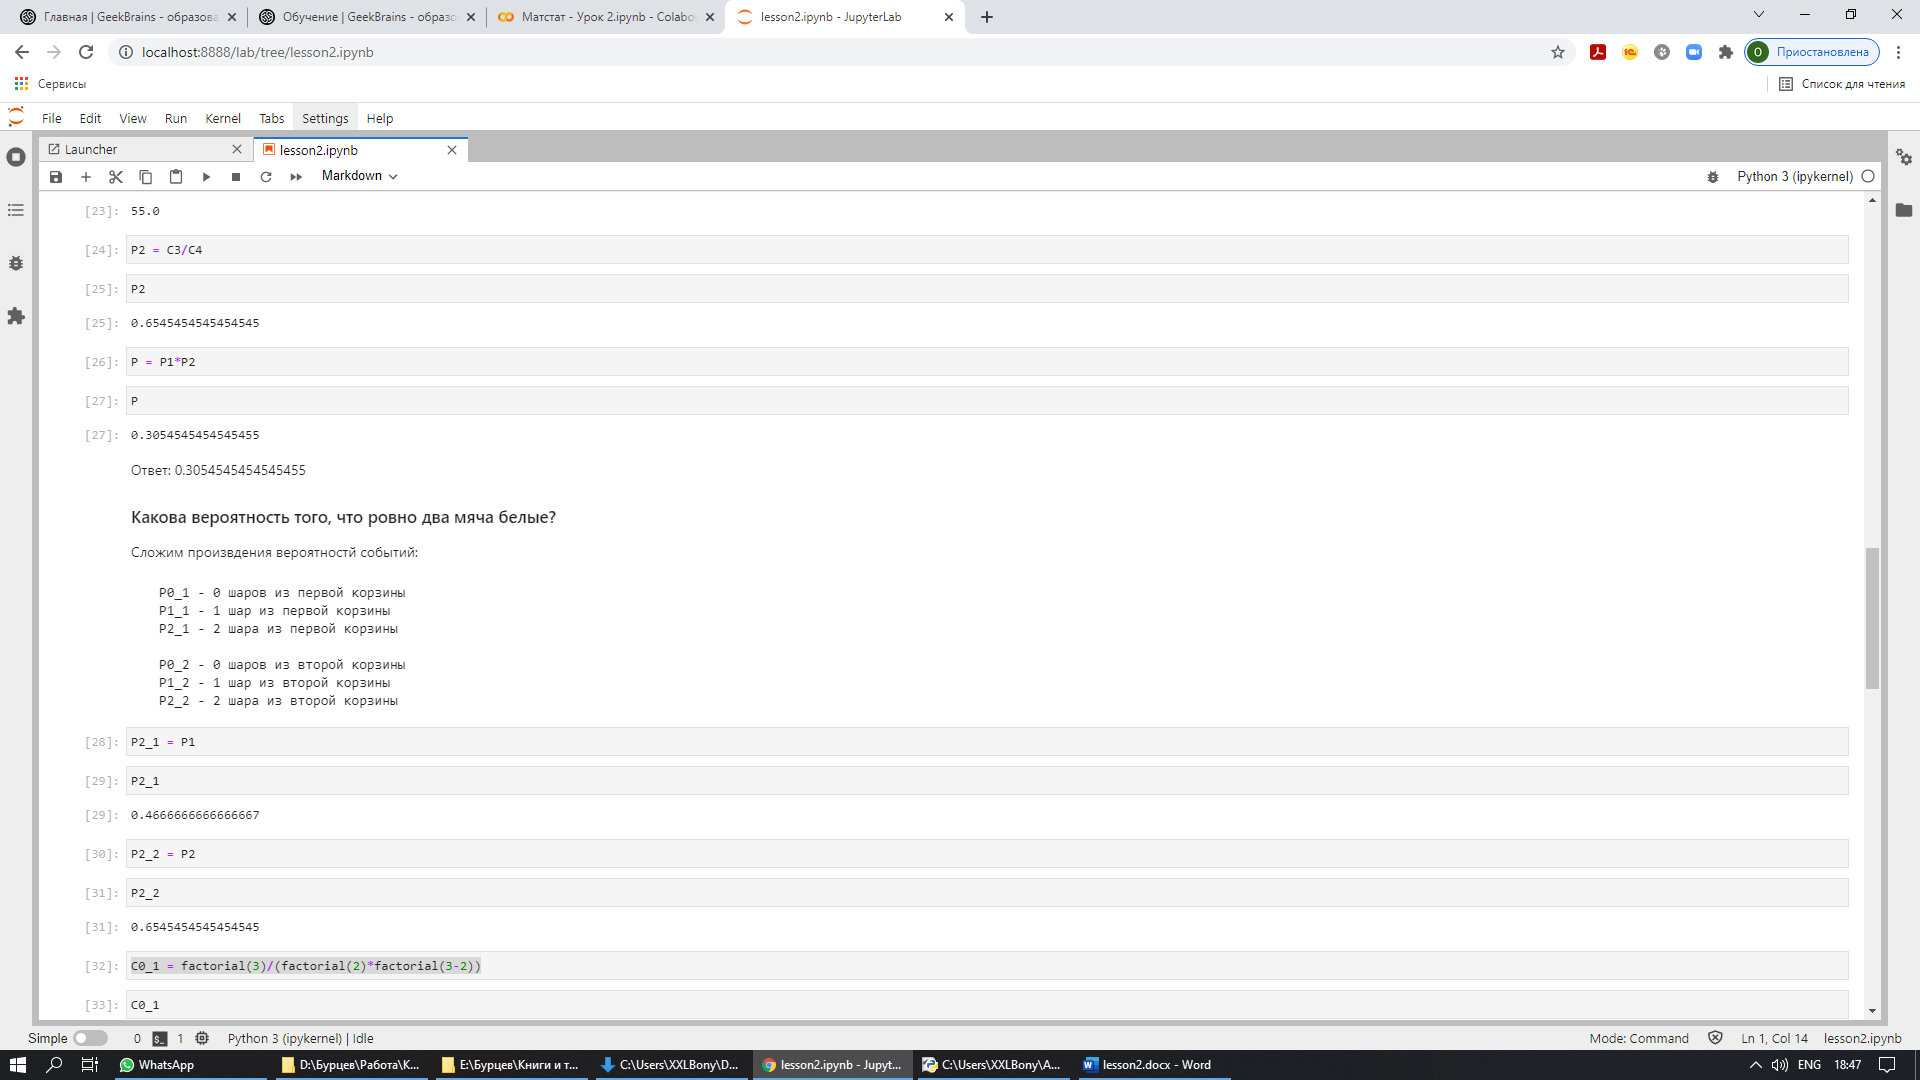 Главная | GeekBrains - образова
Обучение | GeekBrains - образо
Матстат - Урок 2.ipynb - Colabo
lesson2.ipynb - JupyterLab
localhost:8888/lab/tree/lesson2.ipynb
O Приостановлена
Сервисы
Список для чтения
File Edit View Run Kernel Tabs Settings Help
Launcher
lesson2.ipynb
Markdown
Python 3 (ipykernel)
[23]: 55.0
[24]: P2 = C3/C4
[25]: P2
[25]: 0.6545454545454545
[26]: P = P1*P2
[27]: P
[27]: 0.3054545454545455
Ответ: 0.3054545454545455
Какова вероятность того, что ровно два мяча белые?
Сложим произвдения вероятностй событий:
P0_1 - 0 шаров из первой корзины
P1_1 - 1 шар из первой корзины
P2_1 - 2 шара из первой корзины
P0_2 - 0 шаров из второй корзины
P1_2 - 1 шар из второй корзины
P2_2 - 2 шара из второй корзины
[28]: P2_1 = P1
[29]: P2_1
[29]: 0.4666666666666667
[30]: P2_2 = P2
[31]: P2_2
[31]: 0.6545454545454545
[32]: C0_1 = factorial(3)/(factorial(2)*factorial(3-2))
[33]: C0_1
Simple 0 1 Python 3 (ipykernel) | Idle
Mode: Command Ln 1, Col 14 lesson2.ipynb
WhatsApp
D:\Бурцев\Работа\К...
E:\Бурцев\Книги и т...
C:\Users\XXLBony\D...
lesson2.ipynb - Jupyt...
C:\Users\XXLBony\A...
lesson2.docx - Word
ENG 18:47